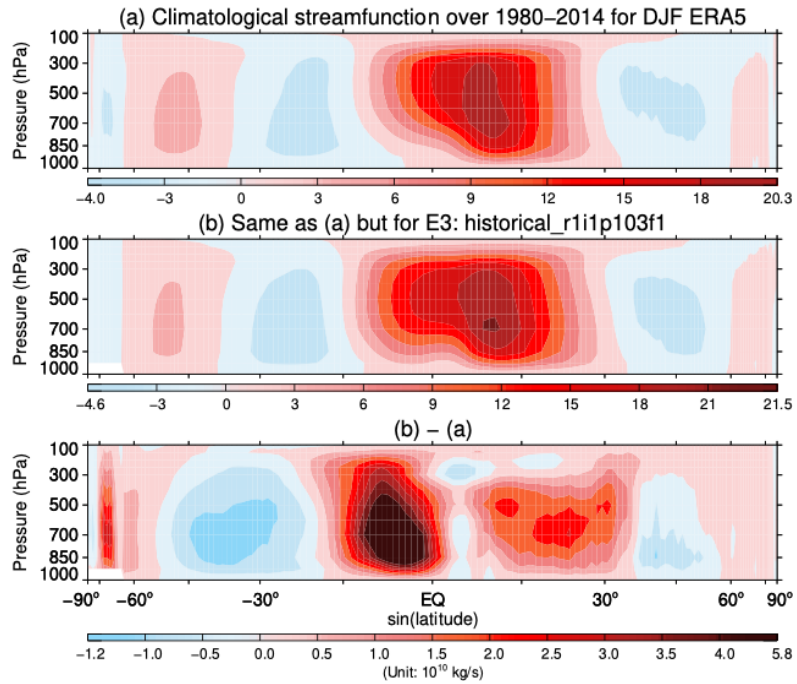 (a) Climatological streamfunction over 1980−2014 for DJF ERA5
Pressure (hPa)
100
300
500
700
850
1000
−4.0 −3 0 3 6 9 12 15 18 20.3
(b) Same as (a) but for E3: historical_r1i1p103f1
Pressure (hPa)
100
300
500
700
850
1000
−4.6 −3 0 3 6 9 12 15 18 21 21.5
(b) − (a)
Pressure (hPa)
100
300
500
700
850
1000
−90° −60° −30° EQ 30° 60° 90°
sin(latitude)
−1.2 −1.0 −0.5 0.0 0.5 1.0 1.5 2.0 2.5 3.0 4.0 5.8
(Unit: 10¹⁰ kg/s)